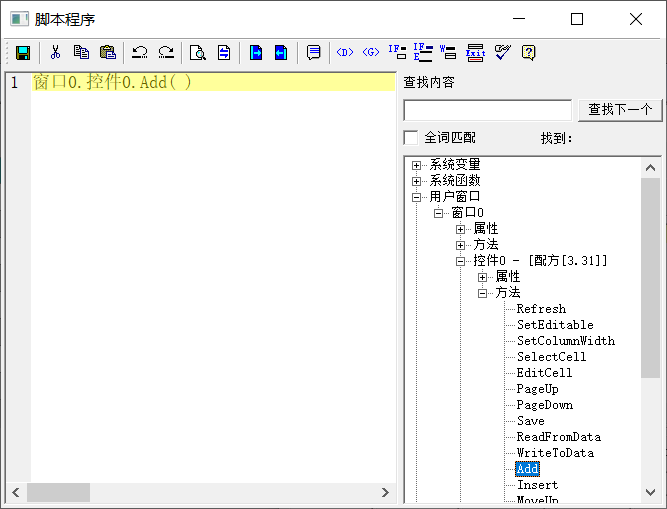 脚本程序
<D> <G> IF= IF= E W= Exit
1 窗口0.控件0.Add( )
查找内容
查找下一个
全词匹配 找到:
系统变量
系统函数
用户窗口
窗口0
属性
方法
控件0 - [配方[3.31]]
属性
方法
Refresh
SetEditable
SetColumnWidth
SelectCell
EditCell
PageUp
PageDown
Save
ReadFromData
WriteToData
Add
Insert
MoveUp